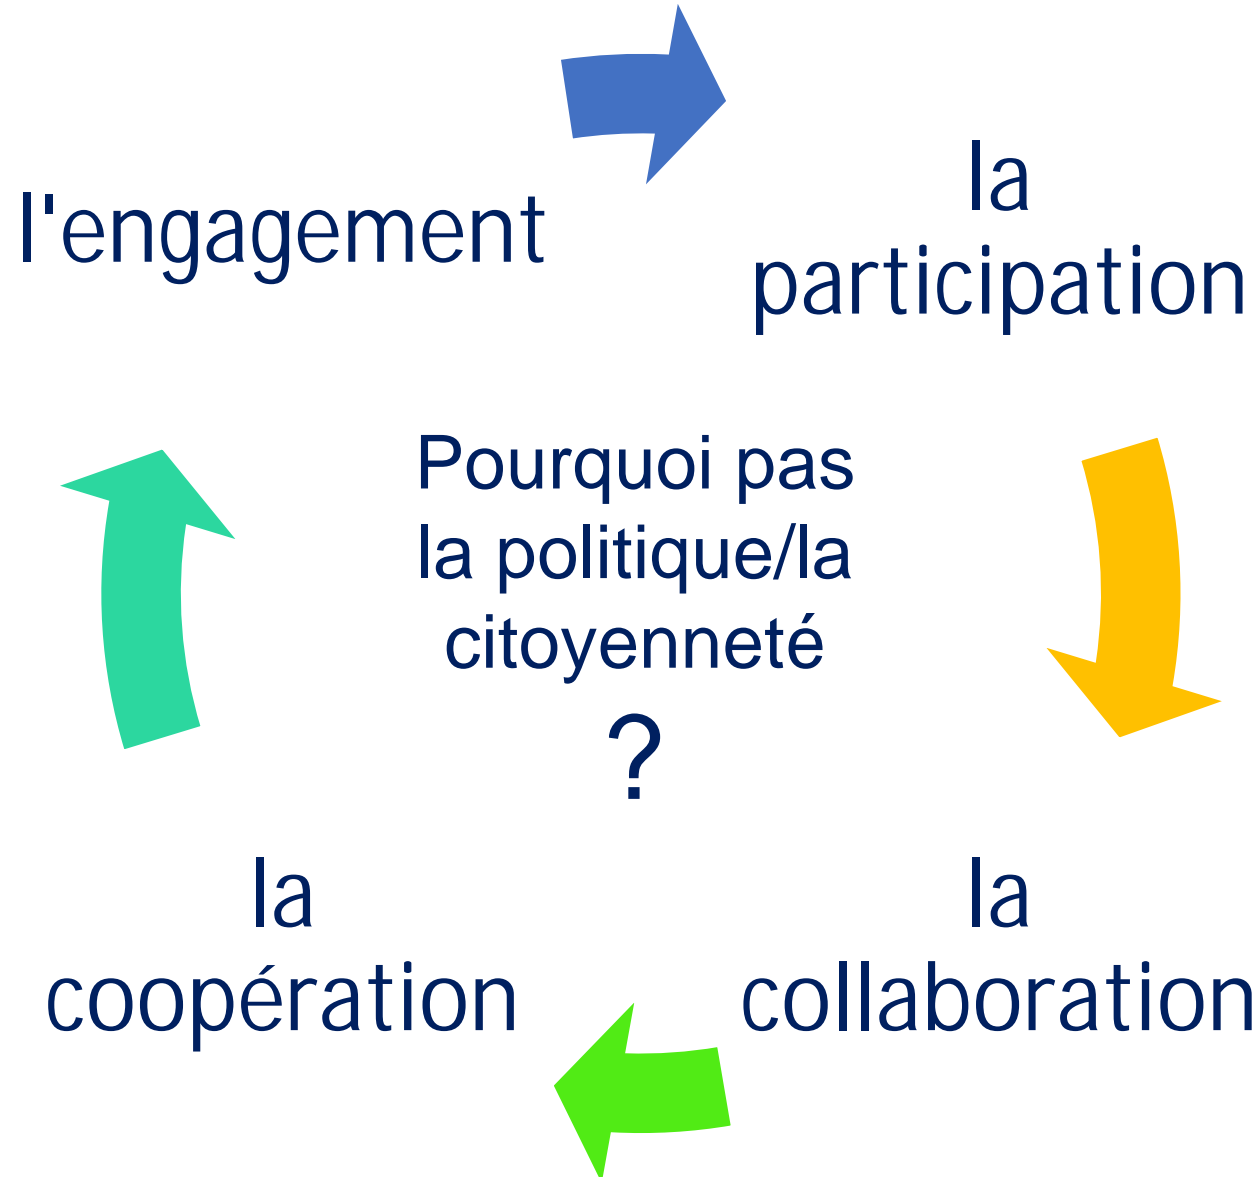 l'engagement
la
participation
Pourquoi pas
la politique/la
citoyenneté
?
la
coopération
la
collaboration